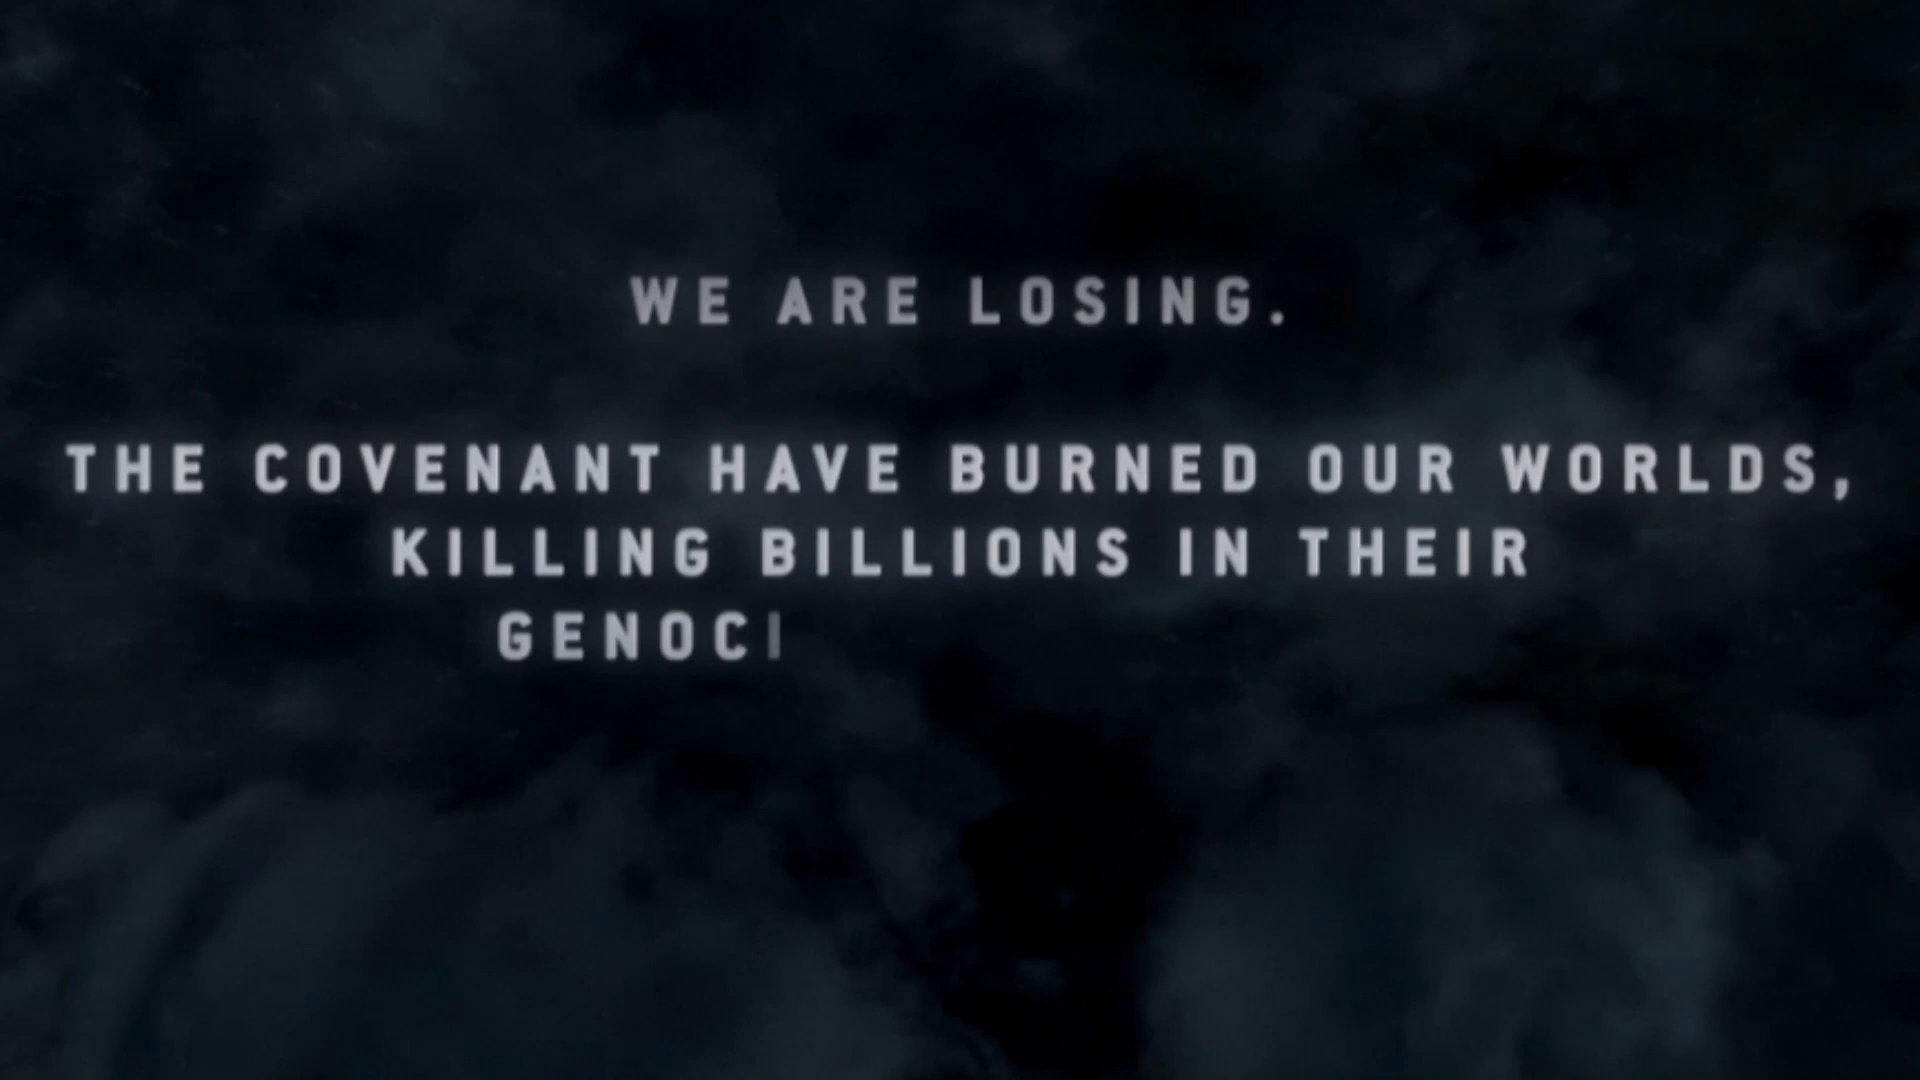 WE ARE LOSING.
THE COVENANT HAVE BURNED OUR WORLDS,
KILLING BILLIONS IN THEIR
GENOCI